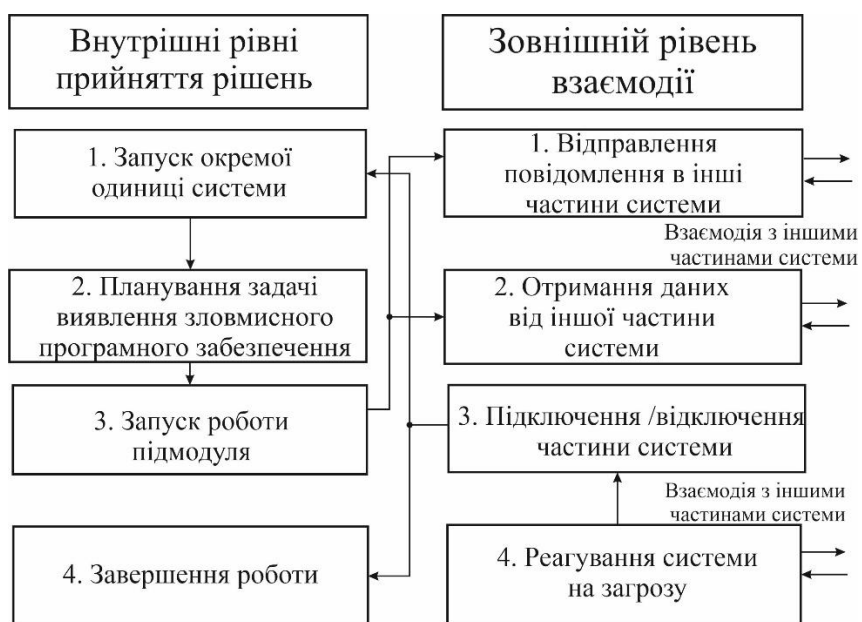 Внутрішні рівні
прийняття рішень
Зовнішній рівень
взаємодії
1. Запуск окремої
одиниці системи
1. Відправлення
повідомлення в інші
частини системи
Взаємодія з іншими
частинами системи
2. Планування задачі
виявлення зловмисного
програмного забезпечення
2. Отримання даних
від іншої частини
системи
3. Запуск роботи
підмодуля
3. Підключення /відключення
частини системи
Взаємодія з іншими
частинами системи
4. Завершення роботи
4. Реагування системи
на загрозу